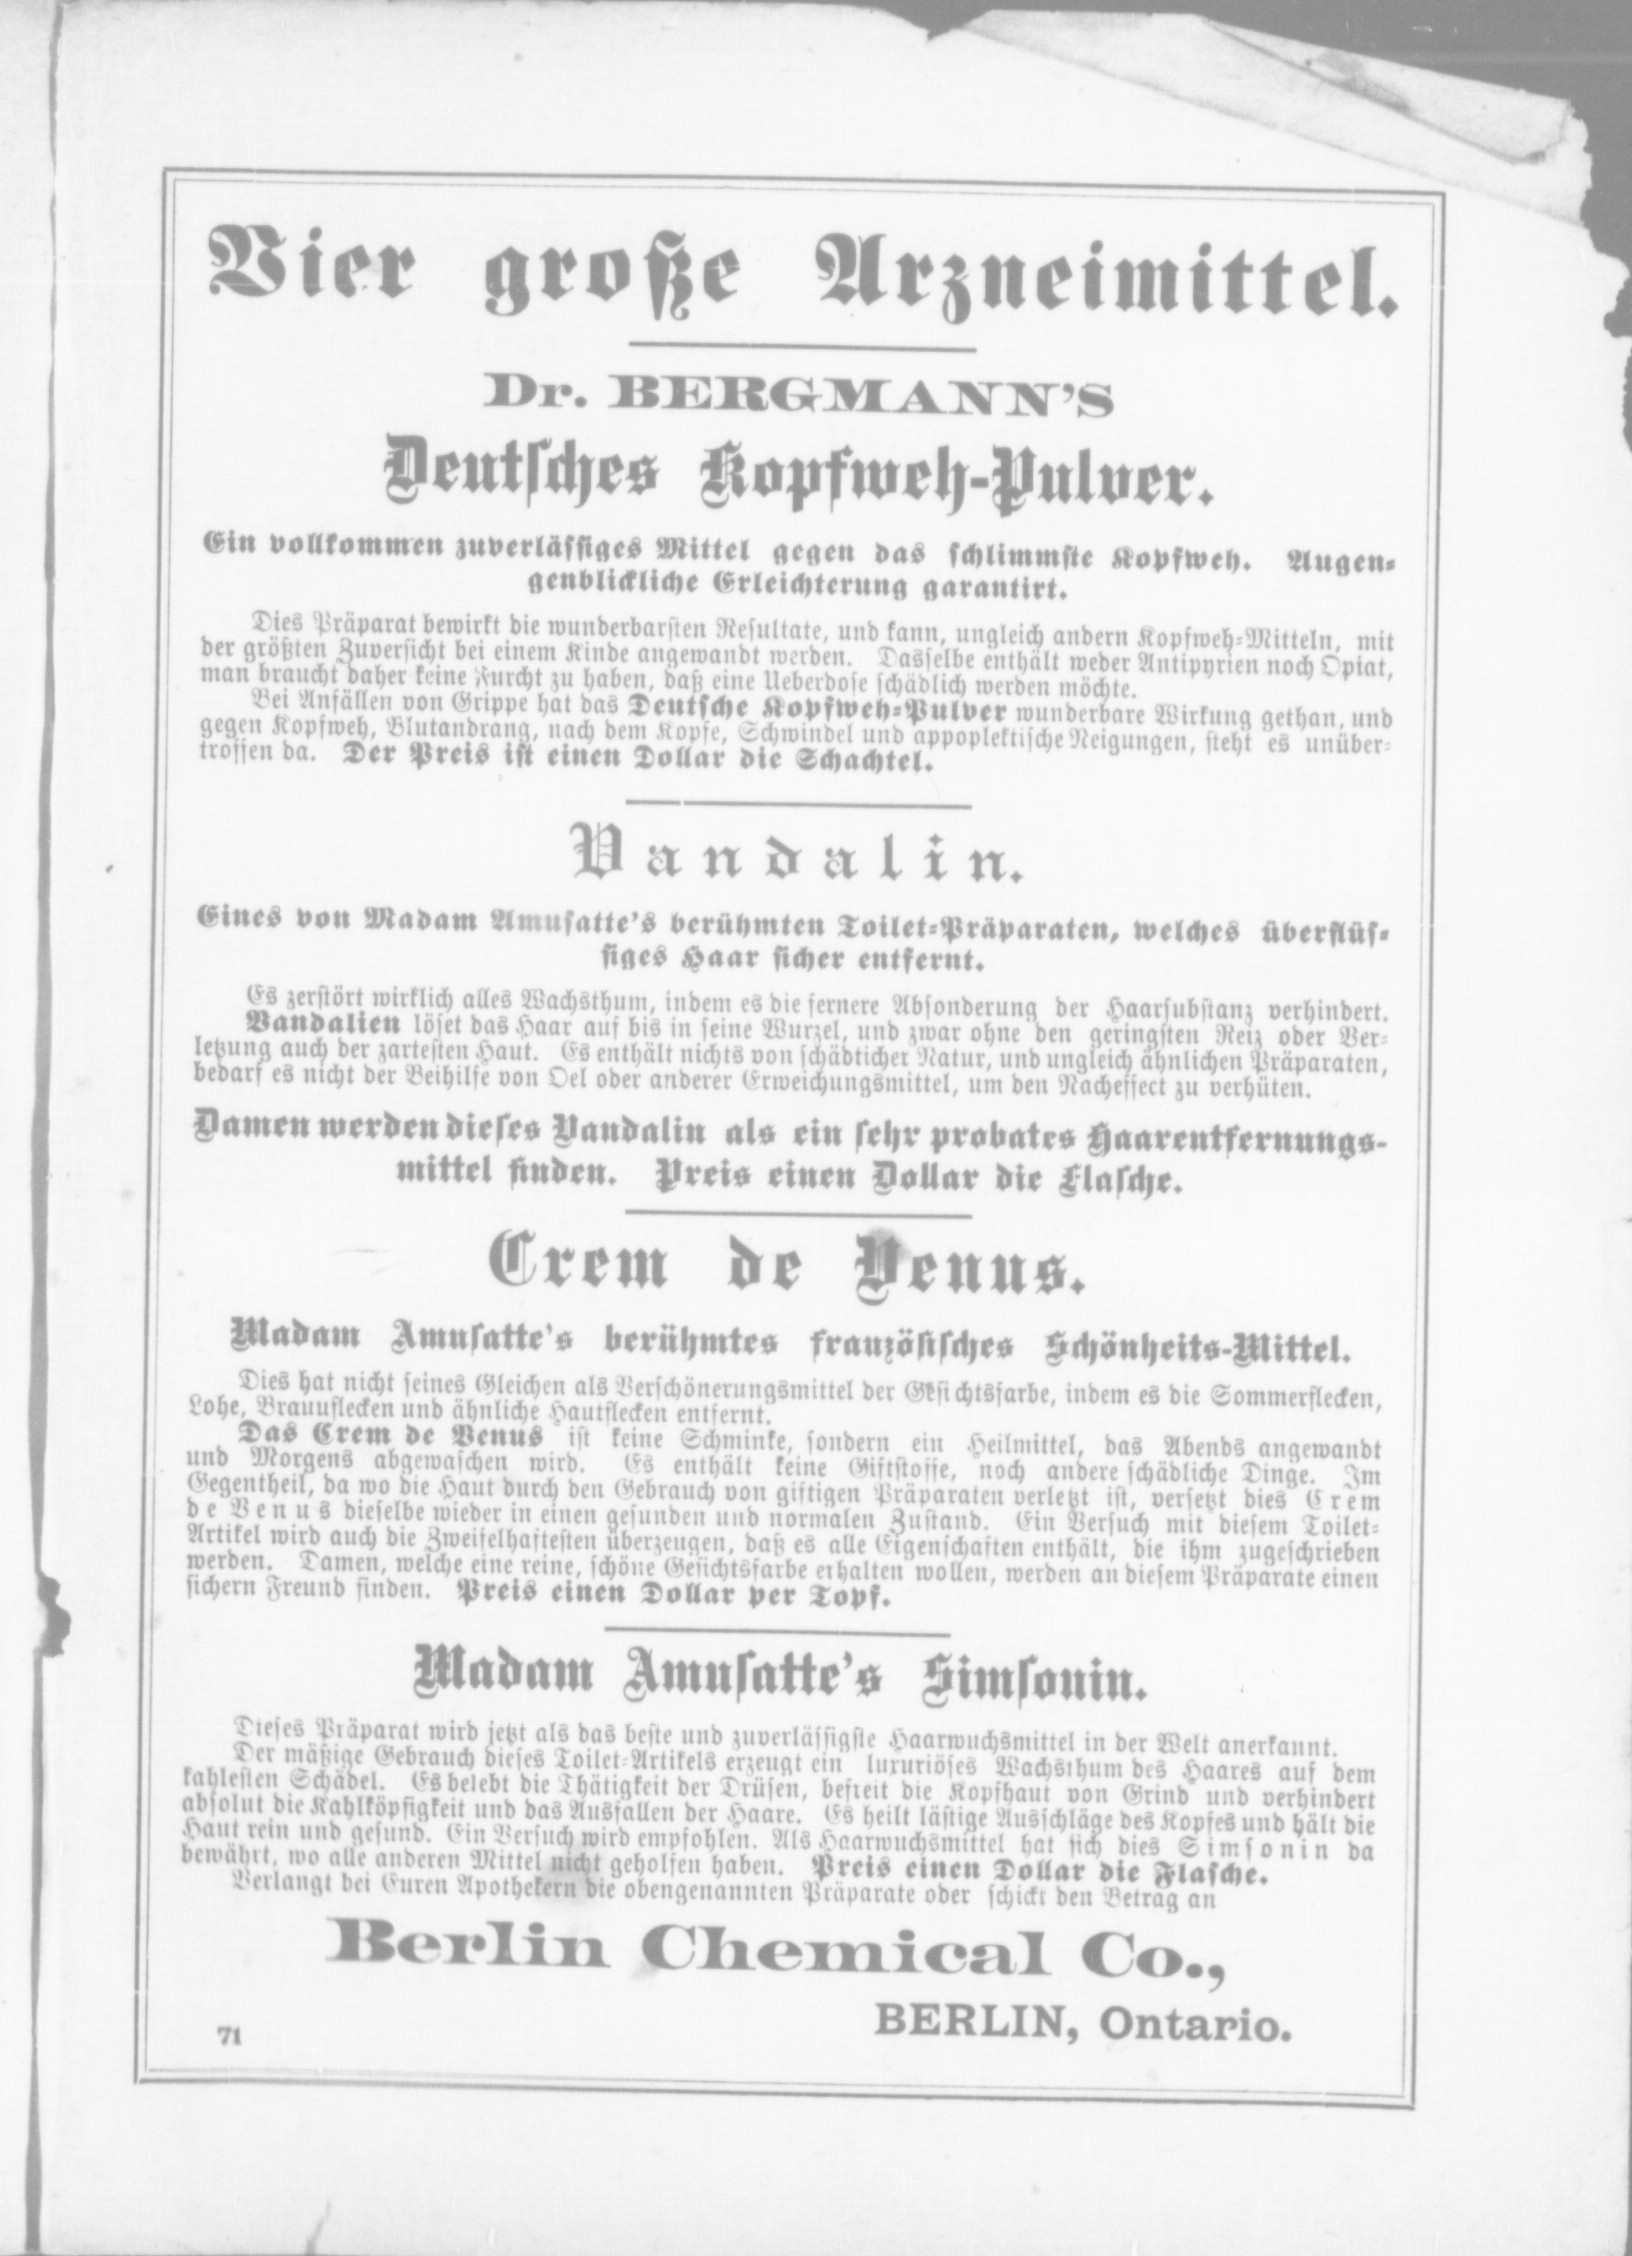 Vier große Arzneimittel.
Dr. BERGMANN'S
Deutsches Kopfweh-Pulver.
Ein vollkommen zuverlässiges Mittel gegen das schlimmste Kopfweh. Augen-
genblickliche Erleichterung garantirt.
Dies Präparat bewirkt die wunderbarsten Resultate, und kann, ungleich andern Kopfweh-Mitteln, mit
der größten Zuversicht bei einem Kinde angewandt werden. Dasselbe enthält weder Antipyrien noch Opiat,
man braucht daher keine Furcht zu haben, daß eine Ueberdose schädlich werden möchte.
Bei Anfällen von Grippe hat das Deutsche Kopfweh-Pulver wunderbare Wirkung gethan, und
gegen Kopfweh, Blutandrang, nach dem Kopfe, Schwindel und appoplektische Neigungen, steht es unüber-
troffen da. Der Preis ist einen Dollar die Schachtel.
Vandalin.
Eines von Madam Amusatte's berühmten Toilet-Präparaten, welches überflüs-
siges Haar sicher entfernt.
Es zerstört wirklich alles Wachsthum, indem es die fernere Absonderung der Haarsubstanz verhindert.
Vandalien löset das Haar auf bis in seine Wurzel, und zwar ohne den geringsten Reiz oder Ver-
letzung auch der zartesten Haut. Es enthält nichts von schädticher Natur, und ungleich ähnlichen Präparaten,
bedarf es nicht der Beihilfe von Oel oder anderer Erweichungsmittel, um den Nacheffect zu verhüten.
Damen werden dieses Vandalin als ein sehr probates Haarentfernungs-
mittel finden. Preis einen Dollar die Flasche.
Crem de Venus.
Madam Amusatte's berühmtes französisches Schönheits-Mittel.
Dies hat nicht seines Gleichen als Verschönerungsmittel der Gesichtsfarbe, indem es die Sommerflecken,
Lohe, Brauuflecken und ähnliche Hautflecken entfernt.
Das Crem de Venus ist keine Schminke, sondern ein Heilmittel, das Abends angewandt
und Morgens abgewaschen wird. Es enthält keine Giftstoffe, noch andere schädliche Dinge. Im
Gegentheil, da wo die Haut durch den Gebrauch von giftigen Präparaten verletzt ist, versetzt dies Crem
de Venus dieselbe wieder in einen gesunden und normalen Zustand. Ein Versuch mit diesem Toilet-
Artikel wird auch die Zweifelhaftesten überzeugen, daß es alle Eigenschaften enthält, die ihm zugeschrieben
werden. Damen, welche eine reine, schöne Gesichtsfarbe erhalten wollen, werden an diesem Präparate einen
sichern Freund finden. Preis einen Dollar per Topf.
Madam Amusatte's Simsonin.
Dieses Präparat wird jetzt als das beste und zuverlässigste Haarwuchsmittel in der Welt anerkannt.
Der mäßige Gebrauch dieses Toilet-Artikels erzeugt ein luxuriöses Wachsthum des Haares auf dem
kahlesten Schädel. Es belebt die Thätigkeit der Drüsen, befreit die Kopfhaut von Grind und verhindert
absolut die Kahlköpfigkeit und das Ausfallen der Haare. Es heilt lästige Ausschläge des Kopfes und hält die
Haut rein und gesund. Ein Versuch wird empfohlen. Als Haarwuchsmittel hat sich dies Simsonin da
bewährt, wo alle anderen Mittel nicht geholfen haben. Preis einen Dollar die Flasche.
Verlangt bei Euren Apothekern die obengenannten Präparate oder schickt den Betrag an
Berlin Chemical Co.,
BERLIN, Ontario.
71